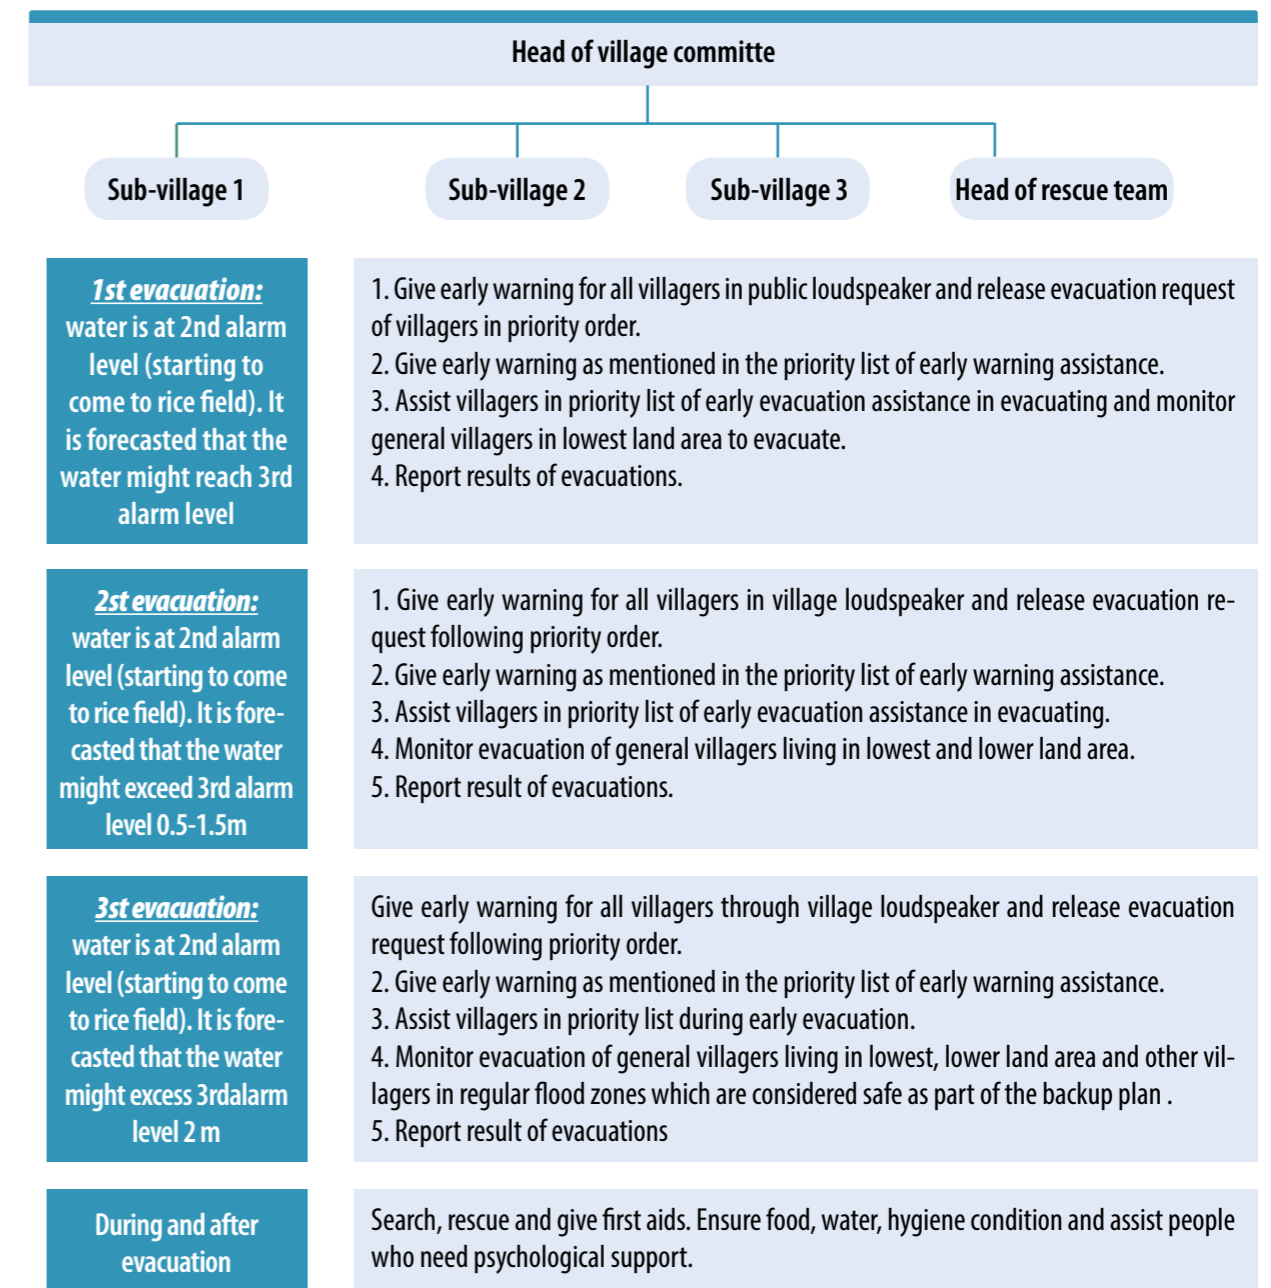 Head of village committe
Sub-village 1
Sub-village 2
Sub-village 3
Head of rescue team
1st evacuation:
water is at 2nd alarm
level (starting to
come to rice field). It
is forecasted that the
water might reach 3rd
alarm level
1. Give early warning for all villagers in public loudspeaker and release evacuation request
of villagers in priority order.
2. Give early warning as mentioned in the priority list of early warning assistance.
3. Assist villagers in priority list of early evacuation assistance in evacuating and monitor
general villagers in lowest land area to evacuate.
4. Report results of evacuations.
2st evacuation:
water is at 2nd alarm
level (starting to come
to rice field). It is fore-
casted that the water
might exceed 3rd alarm
level 0.5-1.5m
1. Give early warning for all villagers in village loudspeaker and release evacuation re-
quest following priority order.
2. Give early warning as mentioned in the priority list of early warning assistance.
3. Assist villagers in priority list of early evacuation assistance in evacuating.
4. Monitor evacuation of general villagers living in lowest and lower land area.
5. Report result of evacuations.
3st evacuation:
water is at 2nd alarm
level (starting to come
to rice field). It is fore-
casted that the water
might excess 3rdalarm
level 2 m
Give early warning for all villagers through village loudspeaker and release evacuation
request following priority order.
2. Give early warning as mentioned in the priority list of early warning assistance.
3. Assist villagers in priority list during early evacuation.
4. Monitor evacuation of general villagers living in lowest, lower land area and other vil-
lagers in regular flood zones which are considered safe as part of the backup plan .
5. Report result of evacuations
During and after
evacuation
Search, rescue and give first aids. Ensure food, water, hygiene condition and assist people
who need psychological support.